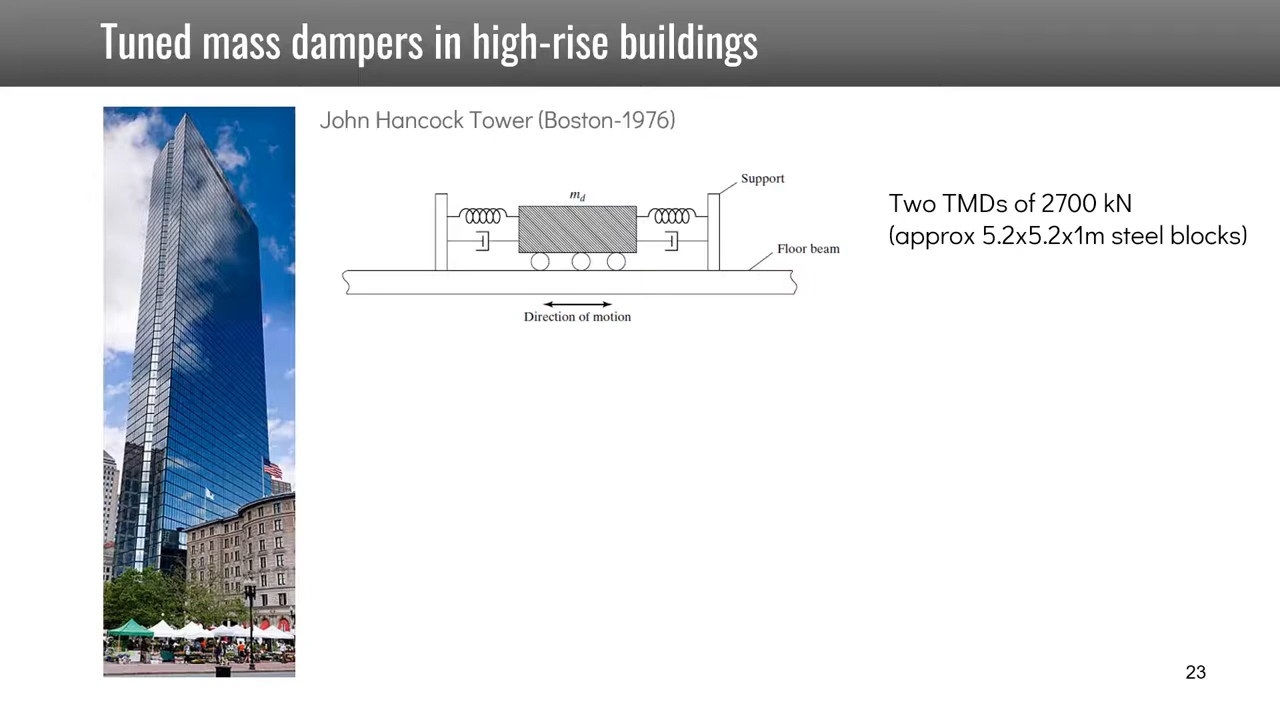 Tuned mass dampers in high-rise buildings
John Hancock Tower (Boston-1976)
m_d
Support
Floor beam
Direction of motion
Two TMDs of 2700 kN
(approx 5.2x5.2x1m steel blocks)
23